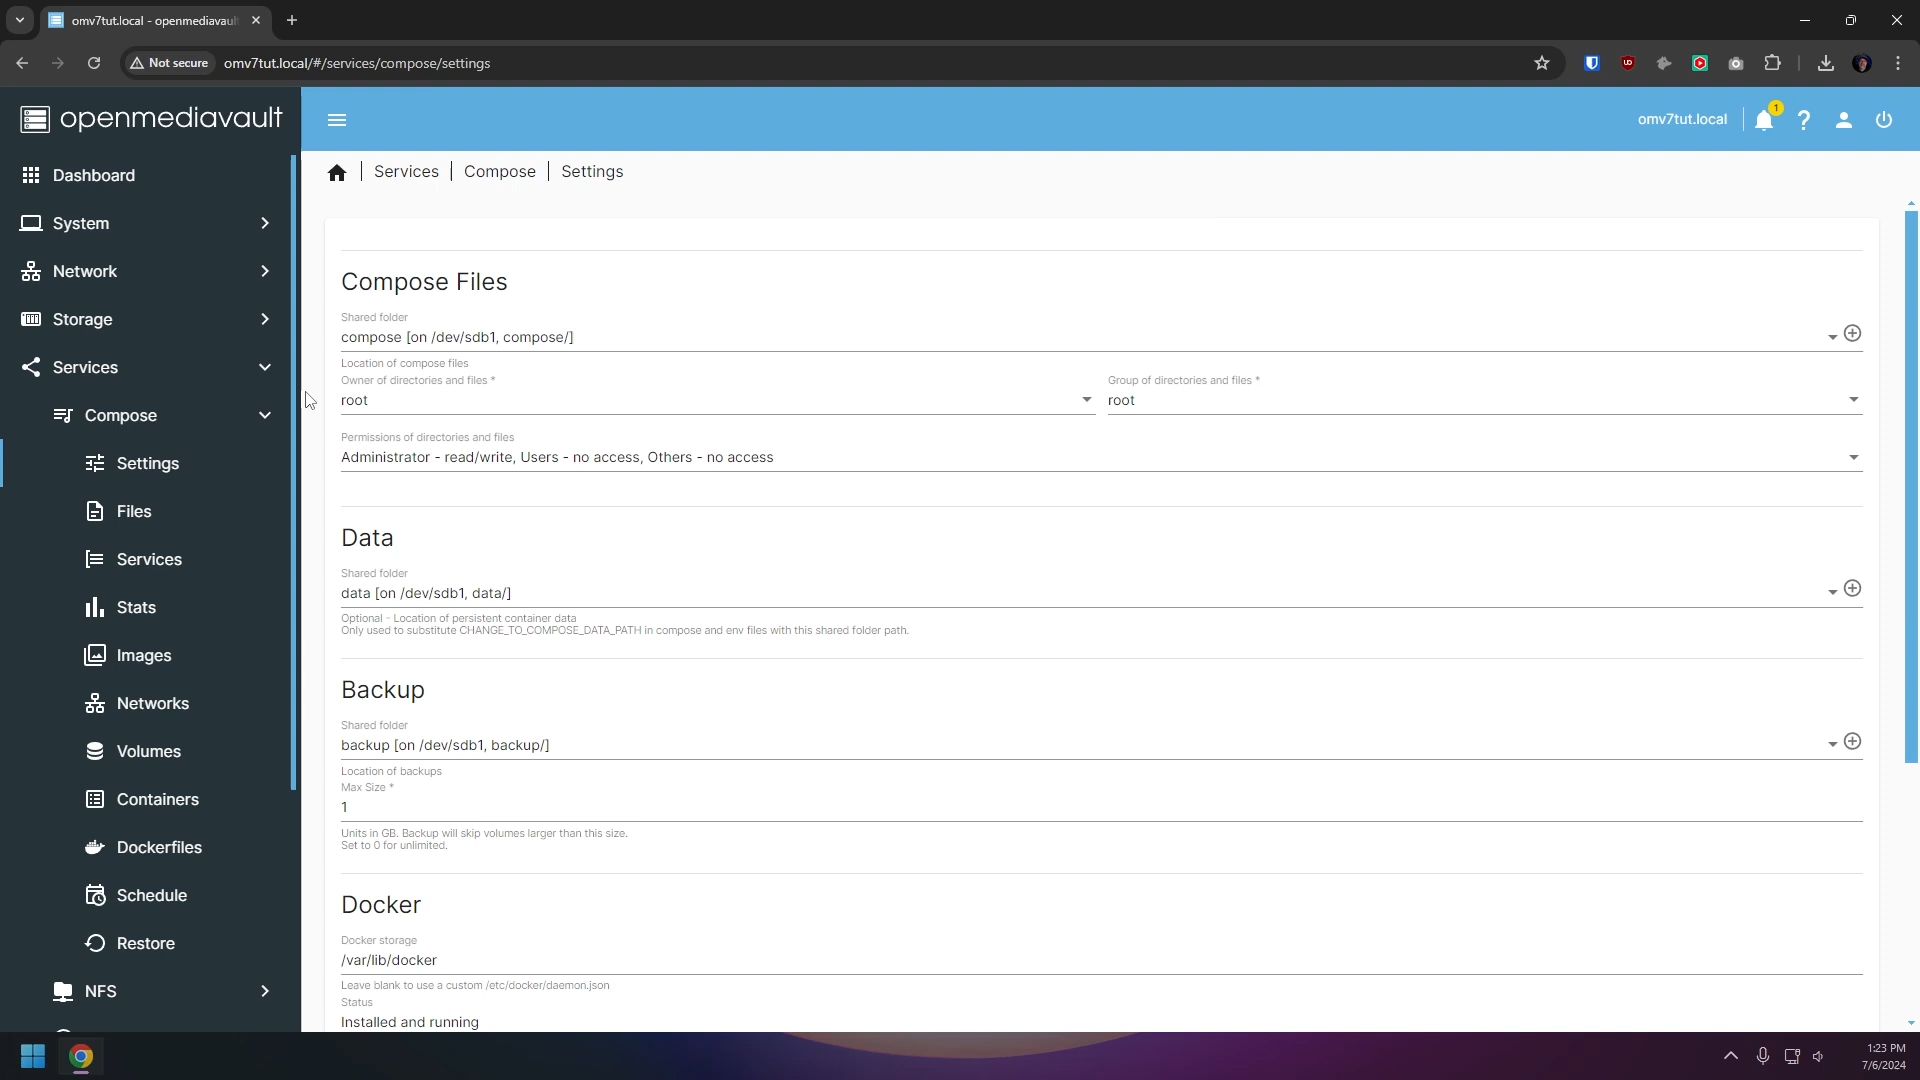 omv7tut.local - openmediavaul
Not secure
omv7tut.local/#/services/compose/settings
openmediavault
omv7tut.local
1
Dashboard
System
Network
Storage
Services
Compose
Settings
Files
Services
Stats
Images
Networks
Volumes
Containers
Dockerfiles
Schedule
Restore
NFS
Services | Compose | Settings
Compose Files
Shared folder
compose [on /dev/sdb1, compose/]
Location of compose files
Owner of directories and files *
root
Group of directories and files *
root
Permissions of directories and files
Administrator - read/write, Users - no access, Others - no access
Data
Shared folder
data [on /dev/sdb1, data/]
Optional - Location of persistent container data
Only used to substitute CHANGE_TO_COMPOSE_DATA_PATH in compose and env files with this shared folder path.
Backup
Shared folder
backup [on /dev/sdb1, backup/]
Location of backups
Max Size *
1
Units in GB. Backup will skip volumes larger than this size.
Set to 0 for unlimited.
Docker
Docker storage
/var/lib/docker
Leave blank to use a custom /etc/docker/daemon.json
Status
Installed and running
1:23 PM
7/6/2024